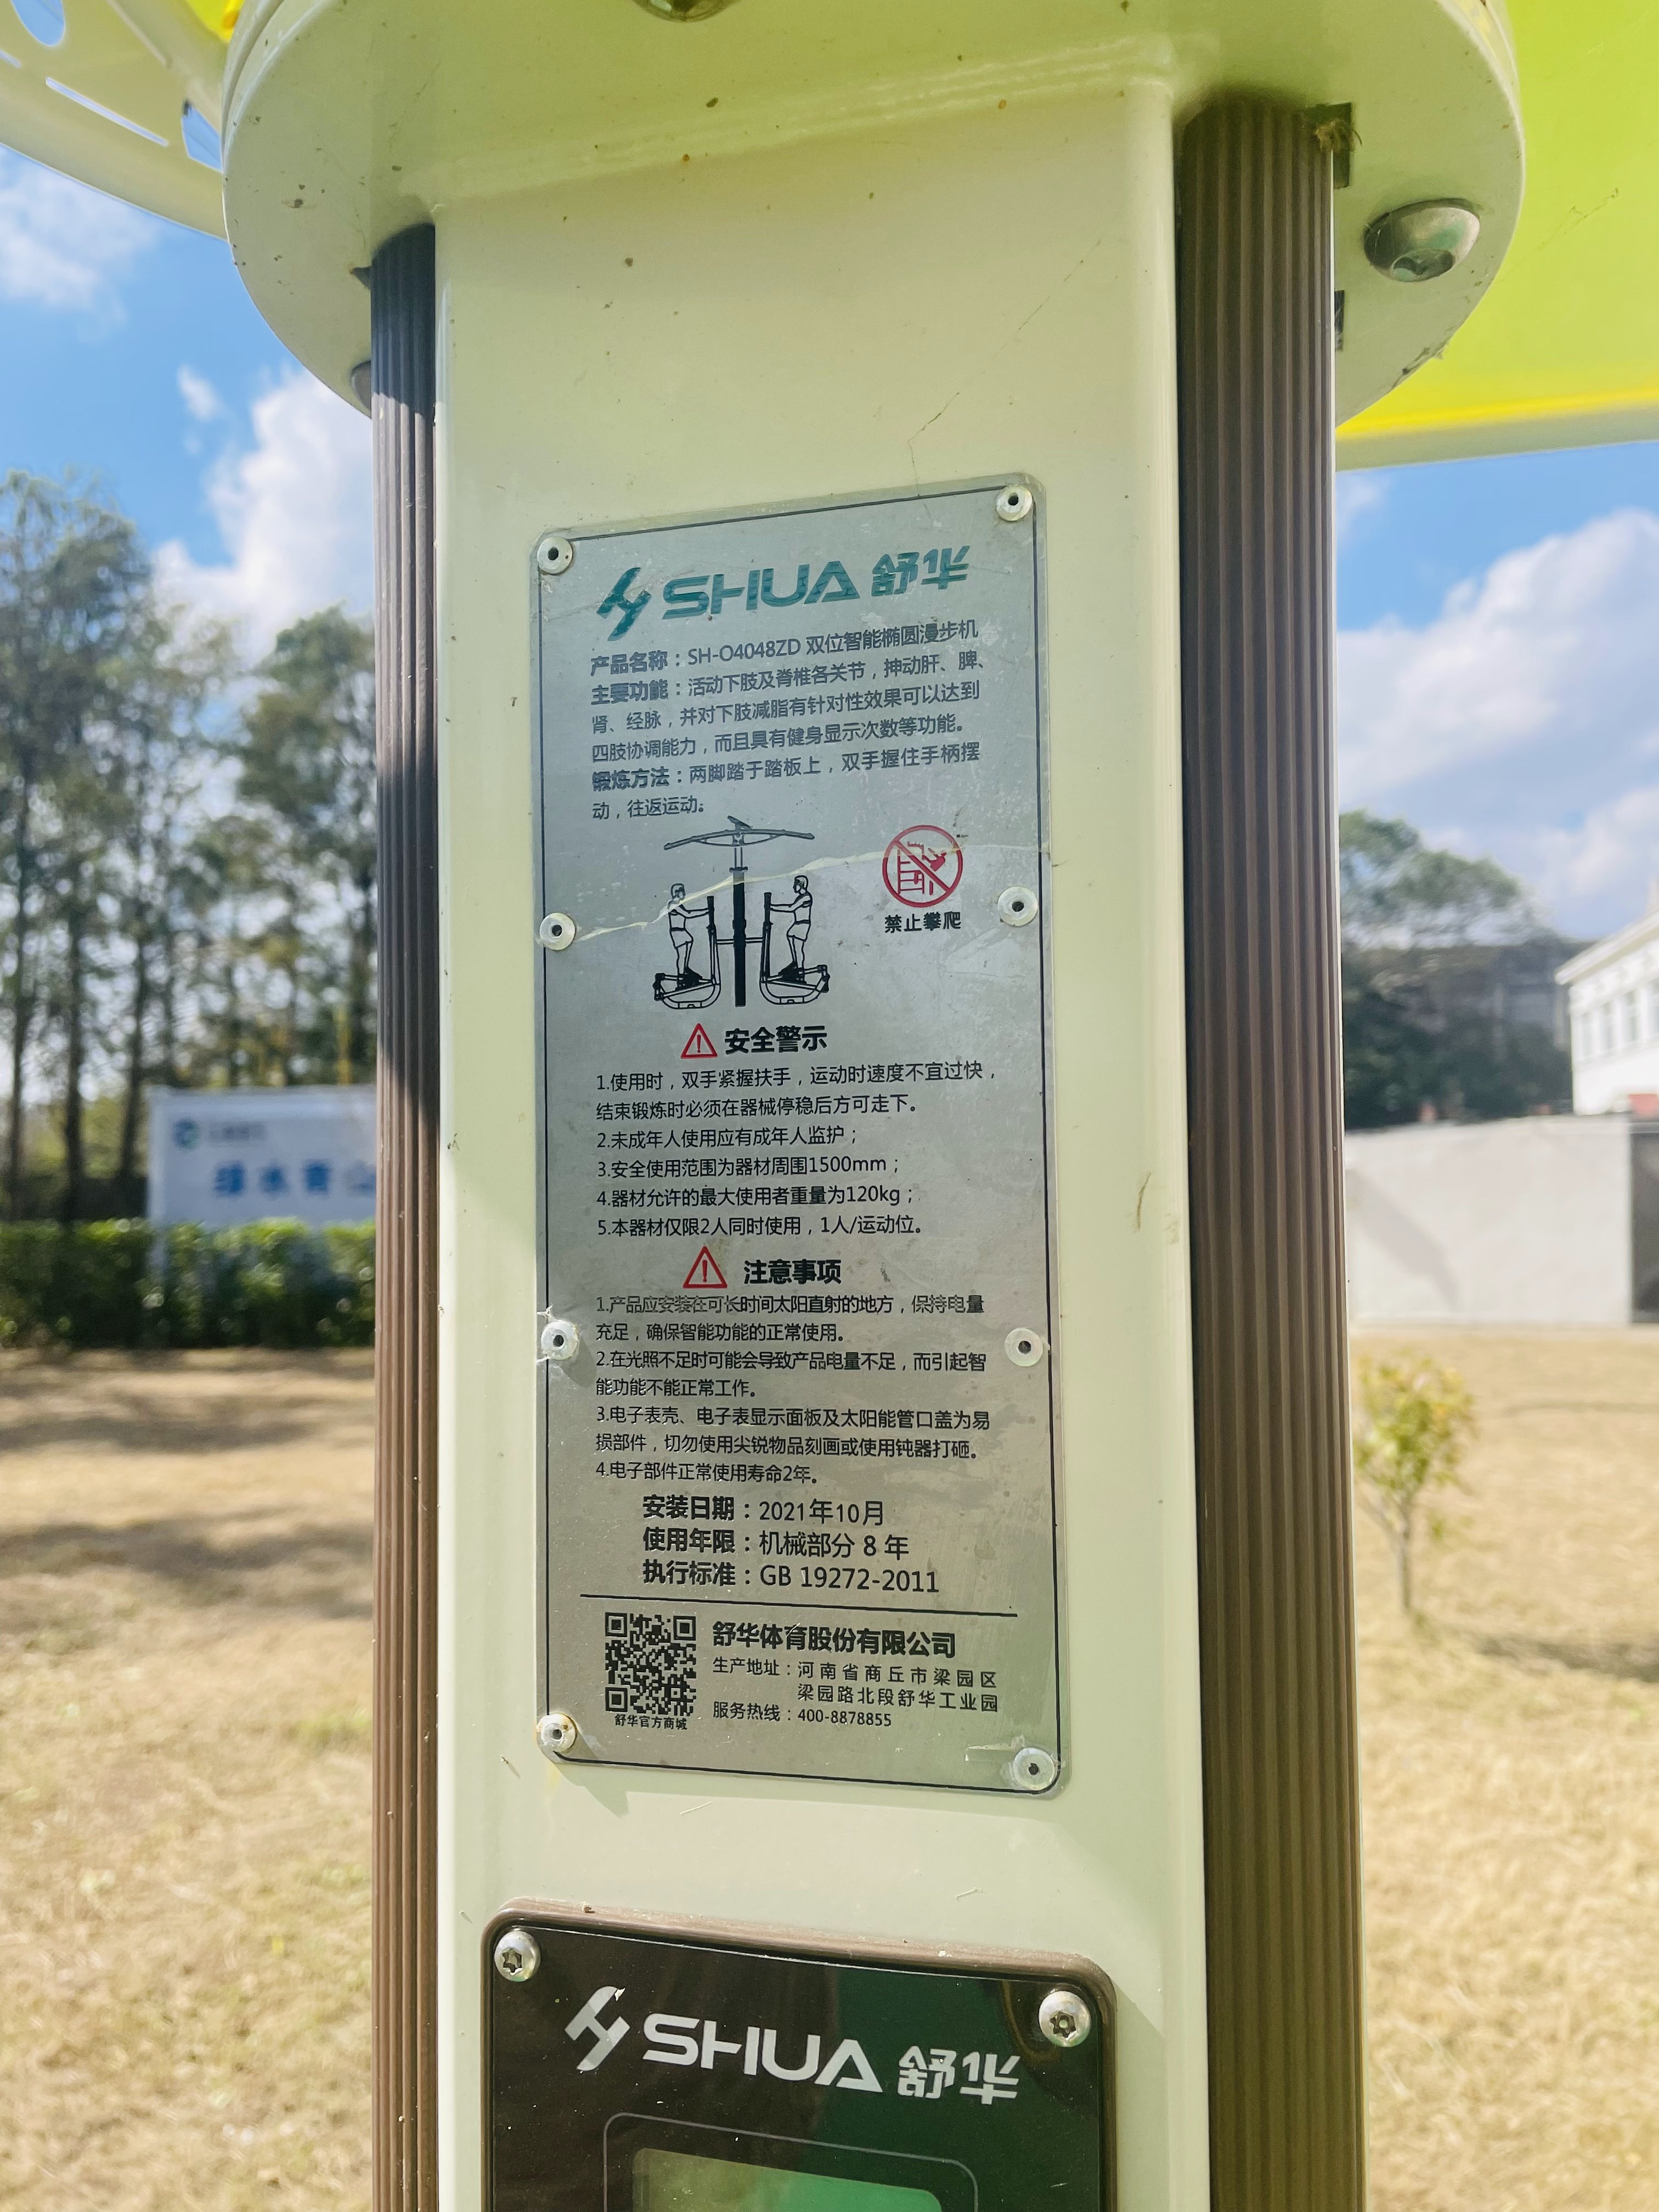 SHUA 舒华
产品名称：SH-O4048ZD 双位智能椭圆漫步机
主要功能：活动下肢及脊椎各关节，抻动肝、脾、
肾、经脉，并对下肢减脂有针对性效果可以达到
四肢协调能力，而且具有健身显示次数等功能。
锻炼方法：两脚踏于踏板上，双手握住手柄摆
动，往返运动。
禁止攀爬
安全警示
1.使用时，双手紧握扶手，运动时速度不宜过快，
结束锻炼时必须在器械停稳后方可走下。
2.未成年人使用应有成年人监护；
3.安全使用范围为器材周围1500mm；
4.器材允许的最大使用者重量为120kg；
5.本器材仅限2人同时使用，1人/运动位。
注意事项
1.产品应安装在可长时间太阳直射的地方，保持电量
充足，确保智能功能的正常使用。
2.在光照不足时可能会导致产品电量不足，而引起智
能功能不能正常工作。
3.电子表壳、电子表显示面板及太阳能管口盖为易
损部件，切勿使用尖锐物品刻画或使用钝器打砸。
4.电子部件正常使用寿命2年。
安装日期：2021年10月
使用年限：机械部分 8 年
执行标准：GB 19272-2011
舒华体育股份有限公司
生产地址：河南省商丘市梁园区
梁园路北段舒华工业园
服务热线：400-8878855
舒华官方商城
绿水青山
SHUA 舒华